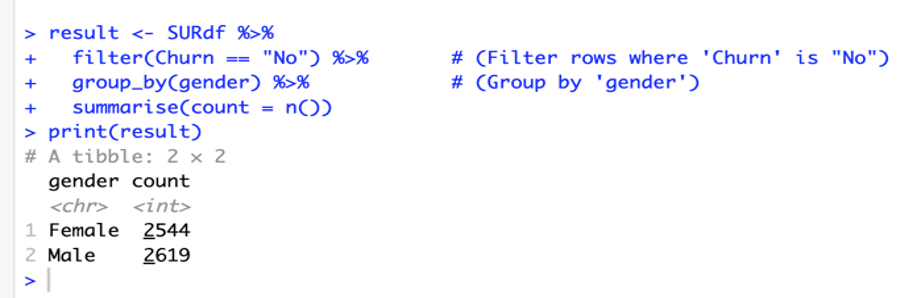 > result <- SURdf %>%
+   filter(Churn == "No") %>%       # (Filter rows where 'Churn' is "No")
+   group_by(gender) %>%            # (Group by 'gender')
+   summarise(count = n())
> print(result)
# A tibble: 2 × 2
  gender count
  <chr>  <int>
1 Female  2544
2 Male    2619
>